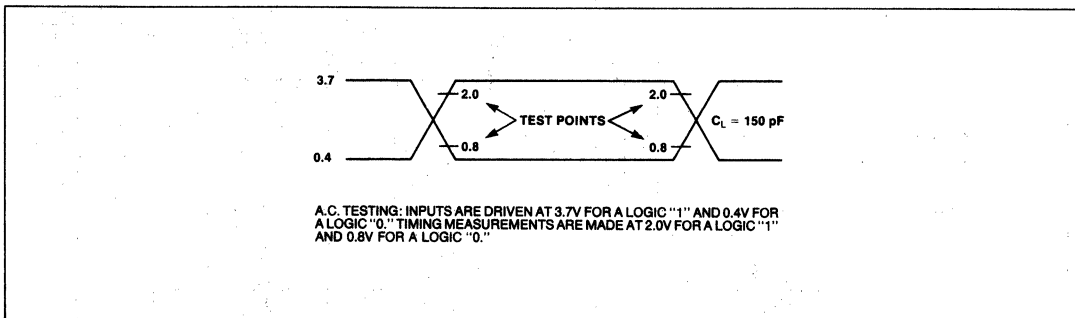 3.7
2.0 2.0
TEST POINTS C_L = 150 pF
0.8 0.8
0.4
A.C. TESTING: INPUTS ARE DRIVEN AT 3.7V FOR A LOGIC "1" AND 0.4V FOR
A LOGIC "0." TIMING MEASUREMENTS ARE MADE AT 2.0V FOR A LOGIC "1"
AND 0.8V FOR A LOGIC "0."